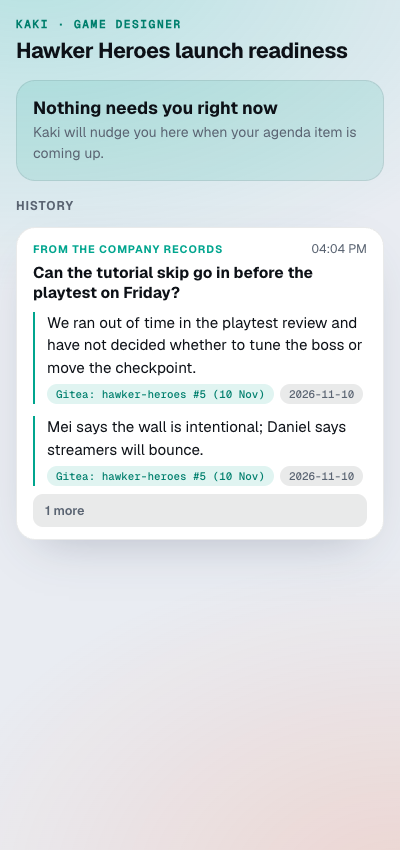 KAKI · GAME DESIGNER
Hawker Heroes launch readiness
Nothing needs you right now
Kaki will nudge you here when your agenda item is
coming up.
HISTORY
FROM THE COMPANY RECORDS 04:04 PM
Can the tutorial skip go in before the
playtest on Friday?
We ran out of time in the playtest review and
have not decided whether to tune the boss or
move the checkpoint.
Gitea: hawker-heroes #5 (10 Nov) 2026-11-10
Mei says the wall is intentional; Daniel says
streamers will bounce.
Gitea: hawker-heroes #5 (10 Nov) 2026-11-10
1 more